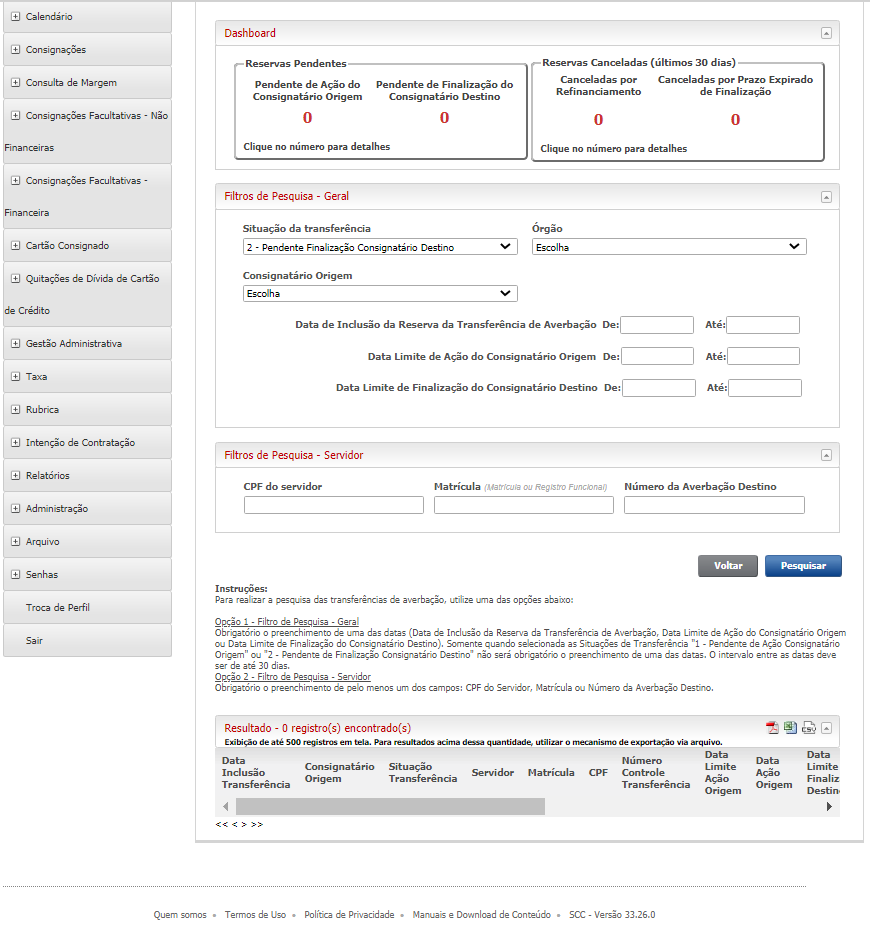 Calendário
Consignações
Consulta de Margem
Consignações Facultativas - Não
Financeiras
Consignações Facultativas -
Financeira
Cartão Consignado
Quitações de Dívida de Cartão
de Crédito
Gestão Administrativa
Taxa
Rubrica
Intenção de Contratação
Relatórios
Administração
Arquivo
Senhas
Troca de Perfil
Sair
Dashboard
Reservas Pendentes
Pendente de Ação do
Consignatário Origem
0
Pendente de Finalização do
Consignatário Destino
0
Clique no número para detalhes
Reservas Canceladas (últimos 30 dias)
Canceladas por
Refinanciamento
0
Canceladas por Prazo Expirado
de Finalização
0
Clique no número para detalhes
Filtros de Pesquisa - Geral
Situação da transferência
2 - Pendente Finalização Consignatário Destino
Órgão
Escolha
Consignatário Origem
Escolha
Data de Inclusão da Reserva da Transferência de Averbação De: Até:
Data Limite de Ação do Consignatário Origem De: Até:
Data Limite de Finalização do Consignatário Destino De: Até:
Filtros de Pesquisa - Servidor
CPF do servidor
Matrícula (Matrícula ou Registro Funcional)
Número da Averbação Destino
Voltar
Pesquisar
Instruções:
Para realizar a pesquisa das transferências de averbação, utilize uma das opções abaixo:
Opção 1 - Filtro de Pesquisa - Geral
Obrigatório o preenchimento de uma das datas (Data de Inclusão da Reserva da Transferência de Averbação, Data Limite de Ação do Consignatário Origem
ou Data Limite de Finalização do Consignatário Destino). Somente quando selecionada as Situações de Transferência "1 - Pendente de Ação Consignatário
Origem" ou "2 - Pendente de Finalização Consignatário Destino" não será obrigatório o preenchimento de uma das datas. O intervalo entre as datas deve
ser de até 30 dias.
Opção 2 - Filtro de Pesquisa - Servidor
Obrigatório o preenchimento de pelo menos um dos campos: CPF do Servidor, Matrícula ou Número da Averbação Destino.
Resultado - 0 registro(s) encontrado(s)
CSV
Exibição de até 500 registros em tela. Para resultados acima dessa quantidade, utilizar o mecanismo de exportação via arquivo.
Data
Inclusão
Transferência
Consignatário
Origem
Situação
Transferência
Servidor
Matrícula
CPF
Número
Controle
Transferência
Data
Limite
Ação
Origem
Data
Ação
Origem
Data
Limite
Finaliz
Destin
<< < > >>
Quem somos
Termos de Uso
Política de Privacidade
Manuais e Download de Conteúdo
SCC - Versão 33.26.0